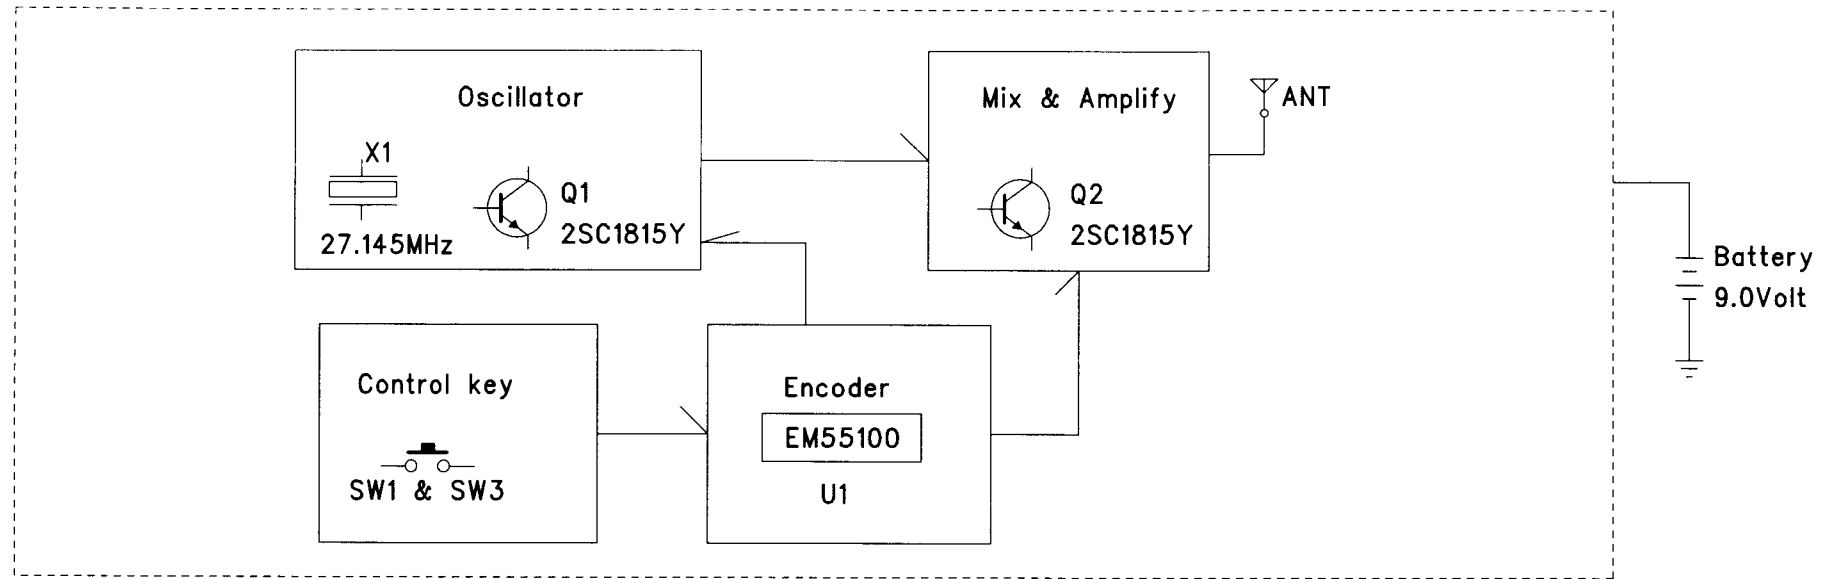 Oscillator
X1
27.145MHz
Q1
2SC1815Y
Mix & Amplify
Q2
2SC1815Y
ANT
Battery
9.0Volt
Control key
SW1 & SW3
Encoder
EM55100
U1